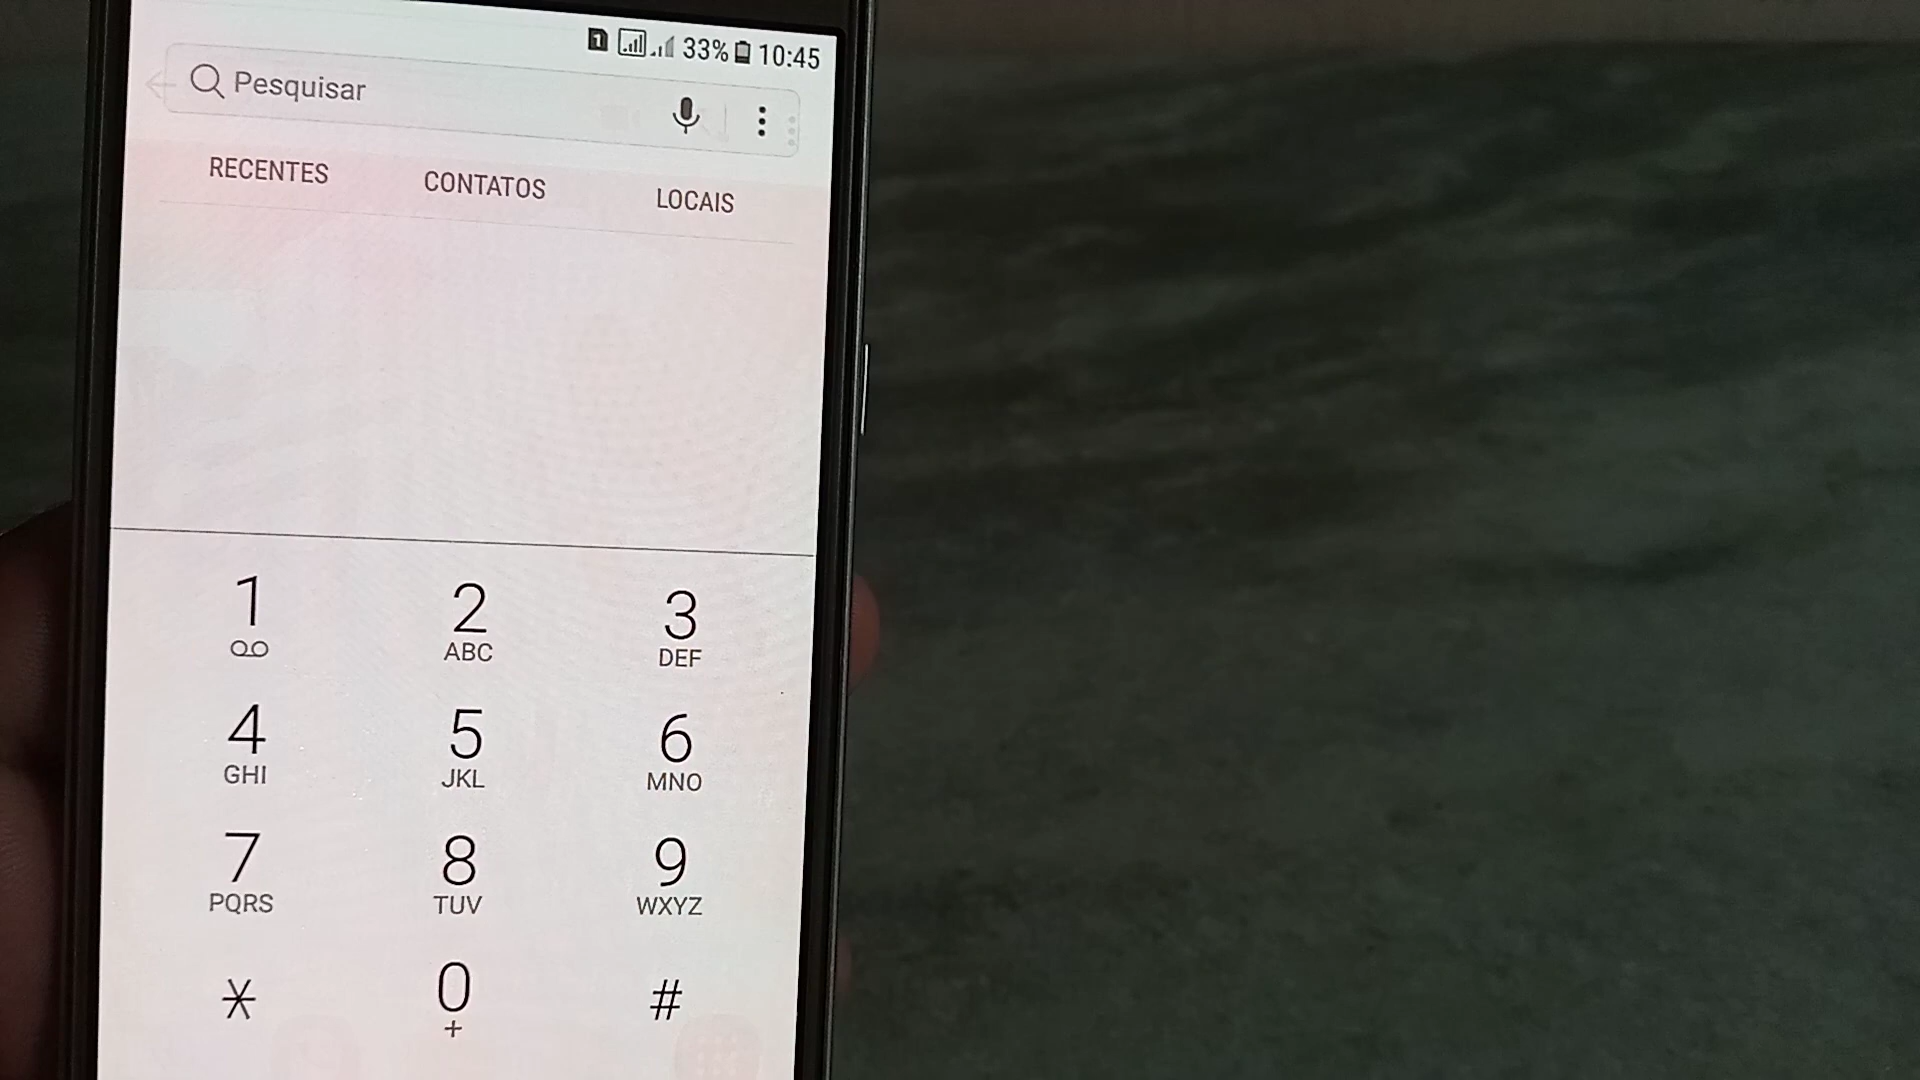 1 33% 10:45
Pesquisar
RECENTES CONTATOS LOCAIS
1 2 3
ABC DEF
4 5 6
GHI JKL MNO
7 8 9
PQRS TUV WXYZ
* 0 #
+